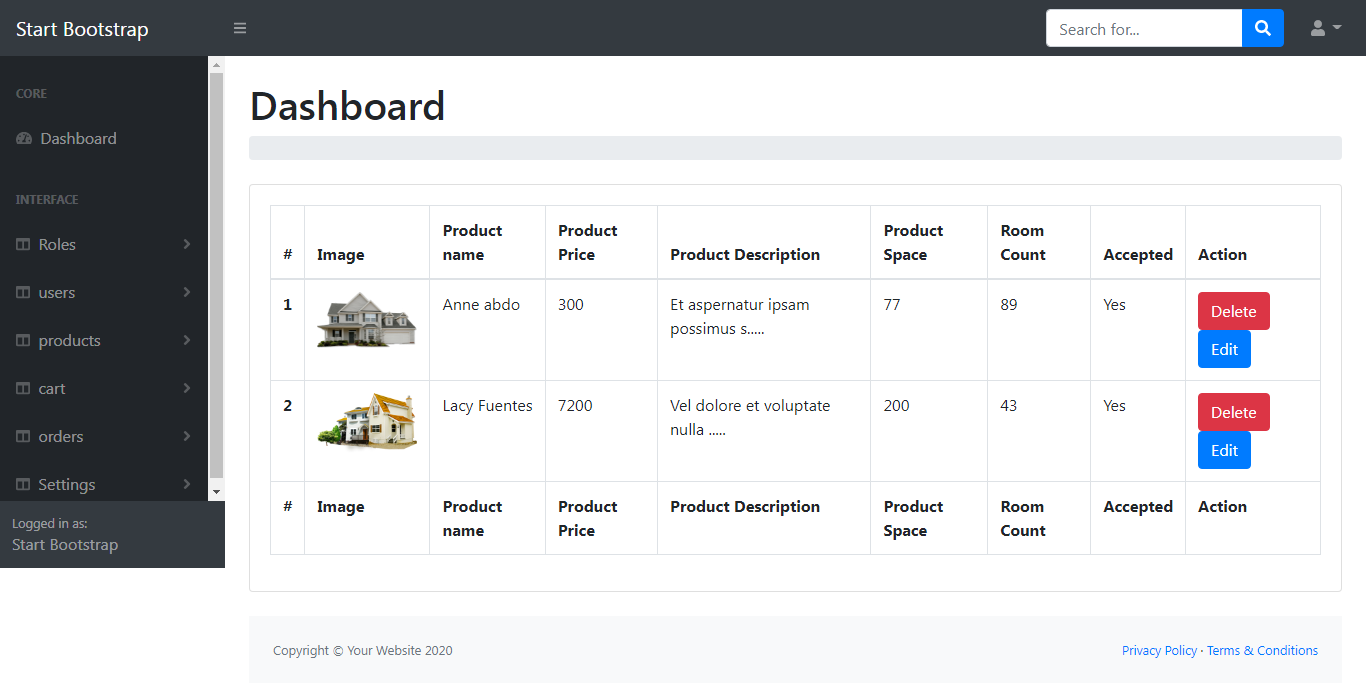 Start Bootstrap
Search for...
CORE
Dashboard
INTERFACE
Roles
users
products
cart
orders
Settings
Logged in as:
Start Bootstrap
Dashboard
# Image Product name Product Price Product Description Product Space Room Count Accepted Action
1 Anne abdo 300 Et aspernatur ipsam possimus s..... 77 89 Yes Delete Edit
2 Lacy Fuentes 7200 Vel dolore et voluptate nulla ..... 200 43 Yes Delete Edit
# Image Product name Product Price Product Description Product Space Room Count Accepted Action
Copyright © Your Website 2020
Privacy Policy · Terms & Conditions